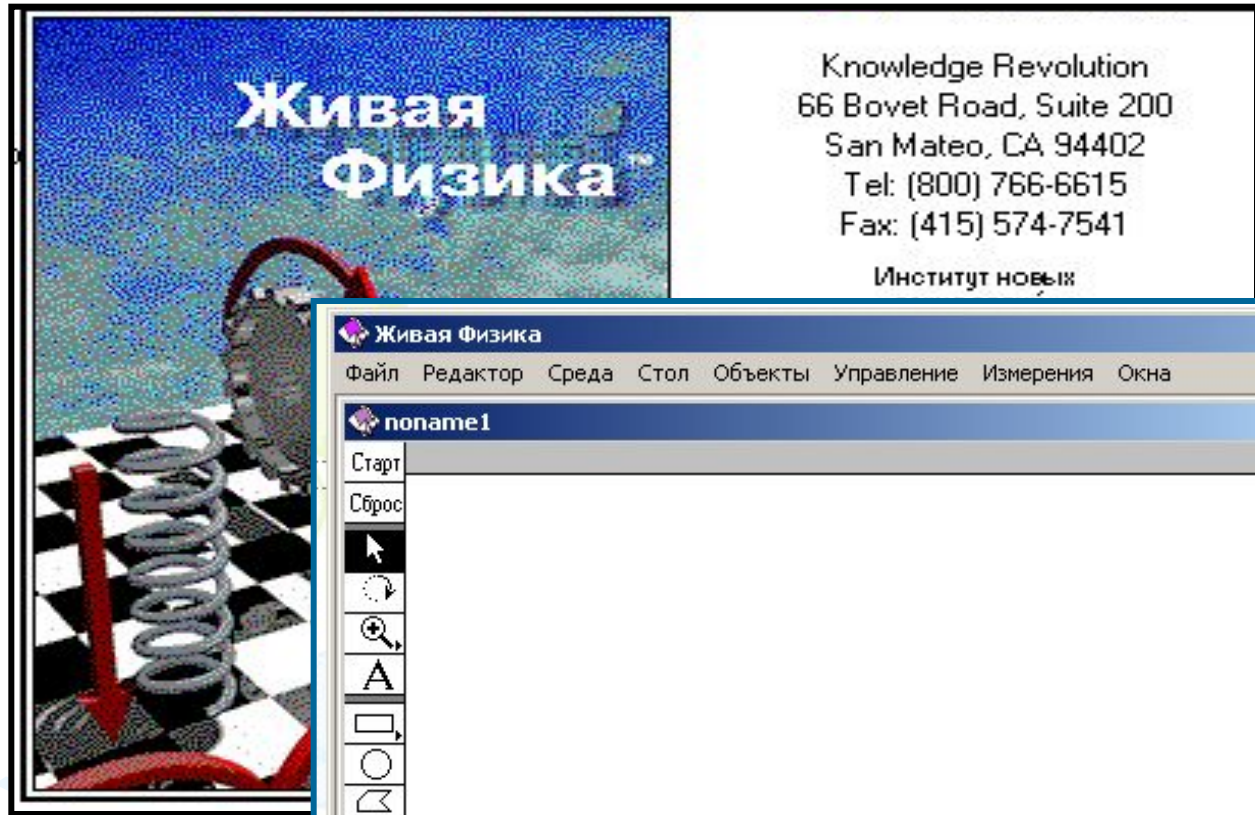 Живая
Физика™
Knowledge Revolution
66 Bovet Road, Suite 200
San Mateo, CA 94402
Tel: (800) 766-6615
Fax: (415) 574-7541
Институт новых
Живая Физика
Файл Редактор Среда Стол Объекты Управление Измерения Окна
noname1
Старт
Сброс
A